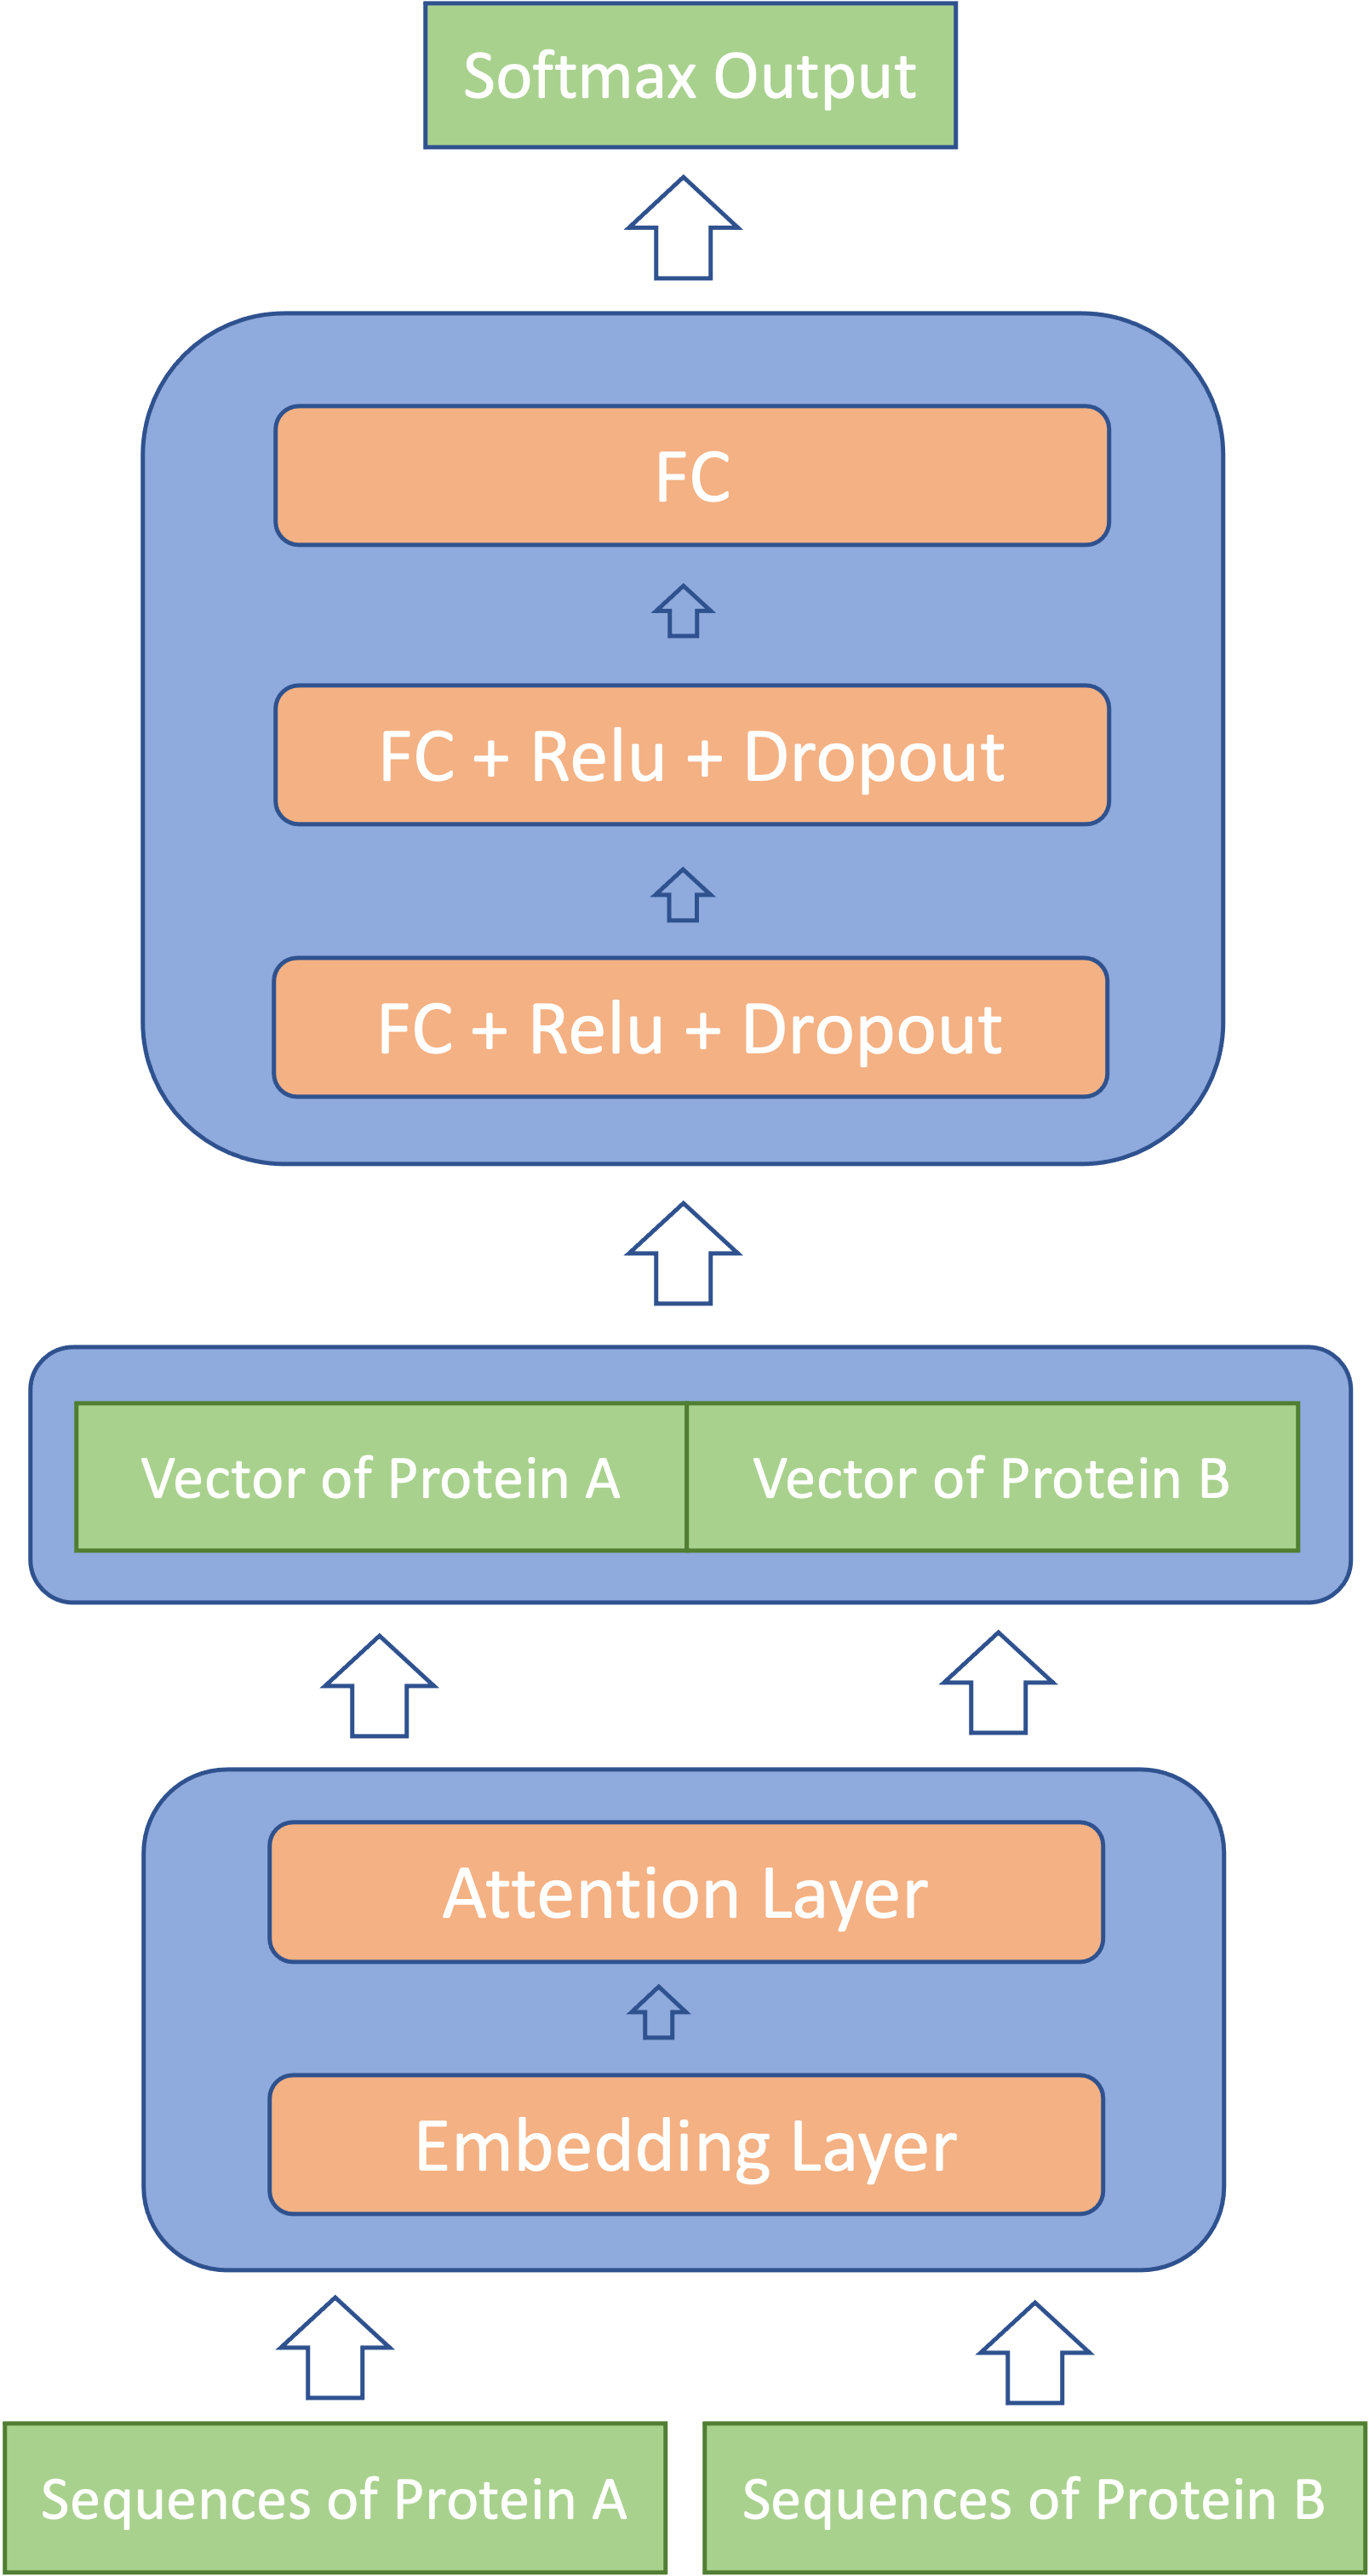 Softmax Output
FC
FC + Relu + Dropout
FC + Relu + Dropout
Vector of Protein A
Vector of Protein B
Attention Layer
Embedding Layer
Sequences of Protein A
Sequences of Protein B